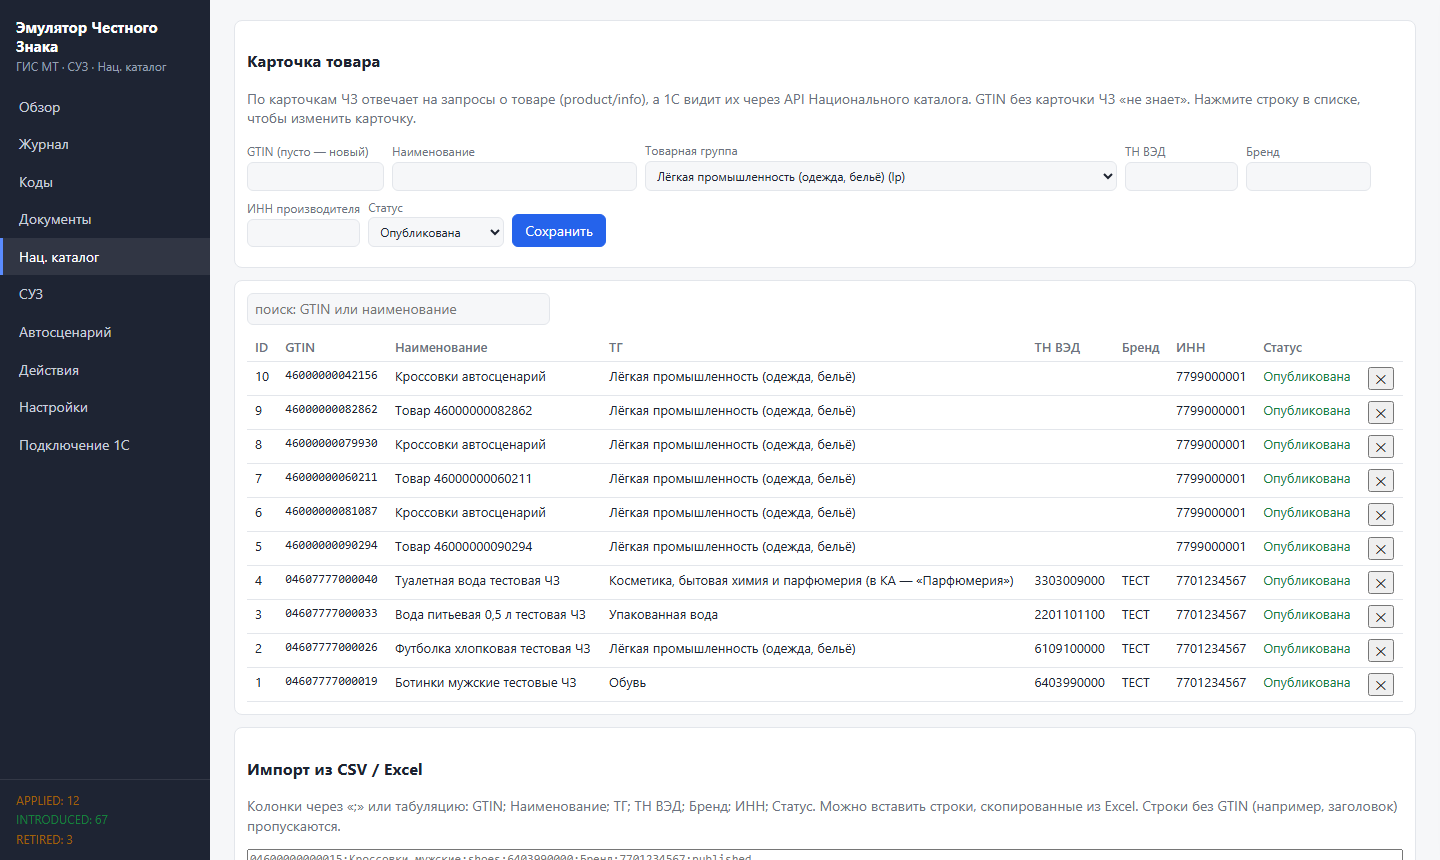 Эмулятор Честного
Знака
ГИС МТ · СУЗ · Нац. каталог
Обзор
Журнал
Коды
Документы
Нац. каталог
СУЗ
Автосценарий
Действия
Настройки
Подключение 1С
APPLIED: 12
INTRODUCED: 67
RETIRED: 3
Карточка товара
По карточкам ЧЗ отвечает на запросы о товаре (product/info), а 1С видит их через API Национального каталога. GTIN без карточки ЧЗ «не знает». Нажмите строку в списке,
чтобы изменить карточку.
GTIN (пусто — новый) Наименование Товарная группа ТН ВЭД Бренд
Лёгкая промышленность (одежда, бельё) (lp)
ИНН производителя Статус
Опубликована Сохранить
поиск: GTIN или наименование
ID GTIN Наименование ТГ ТН ВЭД Бренд ИНН Статус
10 46000000042156 Кроссовки автосценарий Лёгкая промышленность (одежда, бельё) 7799000001 Опубликована ×
9 46000000082862 Товар 46000000082862 Лёгкая промышленность (одежда, бельё) 7799000001 Опубликована ×
8 46000000079930 Кроссовки автосценарий Лёгкая промышленность (одежда, бельё) 7799000001 Опубликована ×
7 46000000060211 Товар 46000000060211 Лёгкая промышленность (одежда, бельё) 7799000001 Опубликована ×
6 46000000081087 Кроссовки автосценарий Лёгкая промышленность (одежда, бельё) 7799000001 Опубликована ×
5 46000000090294 Товар 46000000090294 Лёгкая промышленность (одежда, бельё) 7799000001 Опубликована ×
4 04607777000040 Туалетная вода тестовая ЧЗ Косметика, бытовая химия и парфюмерия (в КА — «Парфюмерия») 3303009000 ТЕСТ 7701234567 Опубликована ×
3 04607777000033 Вода питьевая 0,5 л тестовая ЧЗ Упакованная вода 2201101100 ТЕСТ 7701234567 Опубликована ×
2 04607777000026 Футболка хлопковая тестовая ЧЗ Лёгкая промышленность (одежда, бельё) 6109100000 ТЕСТ 7701234567 Опубликована ×
1 04607777000019 Ботинки мужские тестовые ЧЗ Обувь 6403990000 ТЕСТ 7701234567 Опубликована ×
Импорт из CSV / Excel
Колонки через «;» или табуляцию: GTIN; Наименование; ТГ; ТН ВЭД; Бренд; ИНН; Статус. Можно вставить строки, скопированные из Excel. Строки без GTIN (например, заголовок)
пропускаются.
04600000000015;Кроссовки мужские;shoes;6403990000;Бренд;7701234567;published